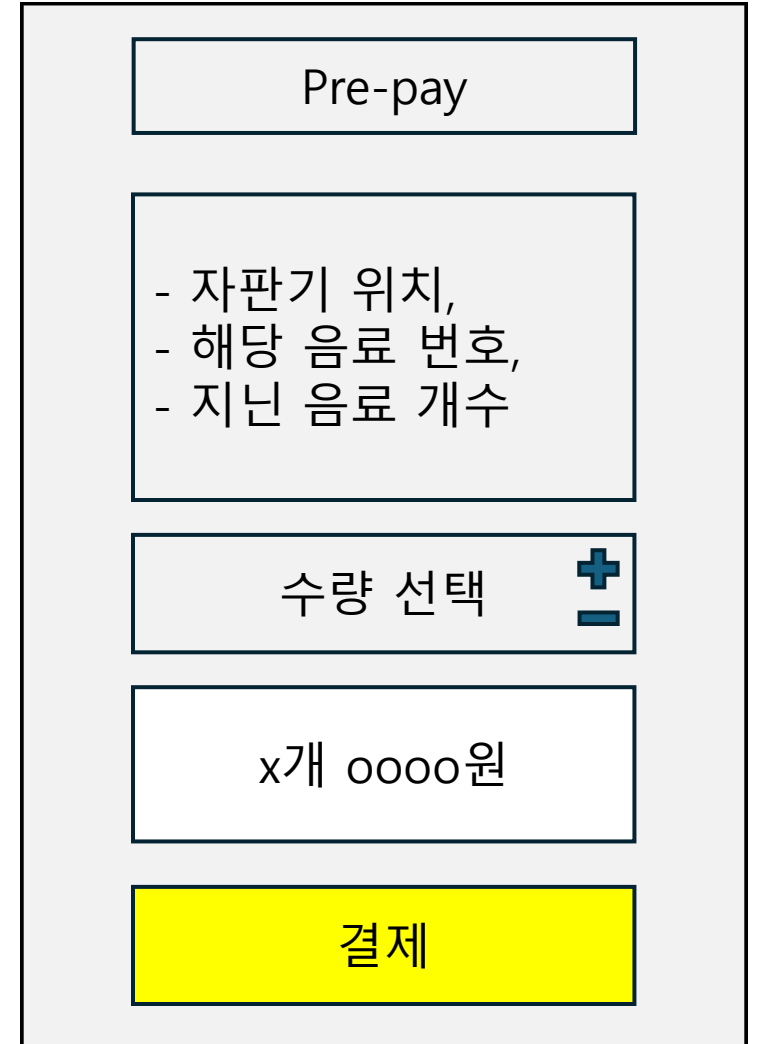 Pre-pay
- 자판기 위치,
- 해당 음료 번호,
- 지닌 음료 개수
수량 선택
x개 oooo원
결제